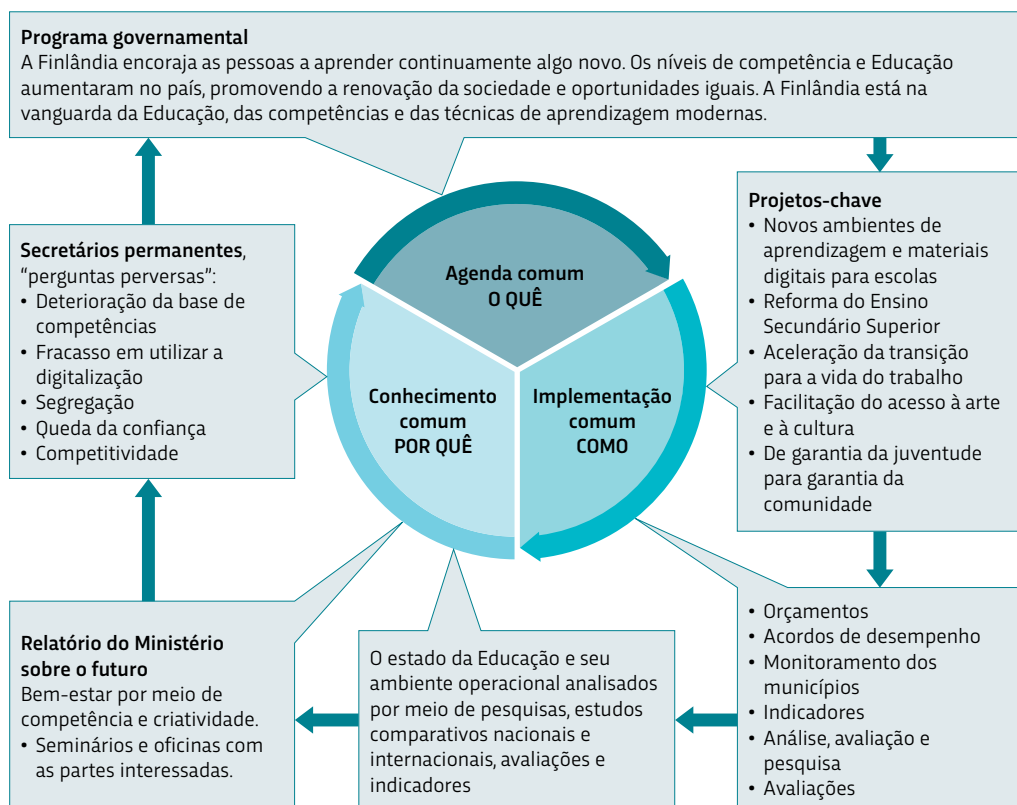 Programa governamental
A Finlândia encoraja as pessoas a aprender continuamente algo novo. Os níveis de competência e Educação
aumentaram no país, promovendo a renovação da sociedade e oportunidades iguais. A Finlândia está na
vanguarda da Educação, das competências e das técnicas de aprendizagem modernas.
Agenda comum
O QUÊ
Implementação
comum
COMO
Conhecimento
comum
POR QUÊ
Projetos-chave
• Novos ambientes de
aprendizagem e materiais
digitais para escolas
• Reforma do Ensino
Secundário Superior
• Aceleração da transição
para a vida do trabalho
• Facilitação do acesso à arte
e à cultura
• De garantia da juventude
para garantia da
comunidade
• Orçamentos
• Acordos de desempenho
• Monitoramento dos
municípios
• Indicadores
• Análise, avaliação e
pesquisa
• Avaliações
O estado da Educação e seu
ambiente operacional analisados
por meio de pesquisas, estudos
comparativos nacionais e
internacionais, avaliações e
indicadores
Relatório do Ministério
sobre o futuro
Bem-estar por meio de
competência e criatividade.
• Seminários e oficinas com
as partes interessadas.
Secretários permanentes,
“perguntas perversas”:
• Deterioração da base de
competências
• Fracasso em utilizar a
digitalização
• Segregação
• Queda da confiança
• Competitividade